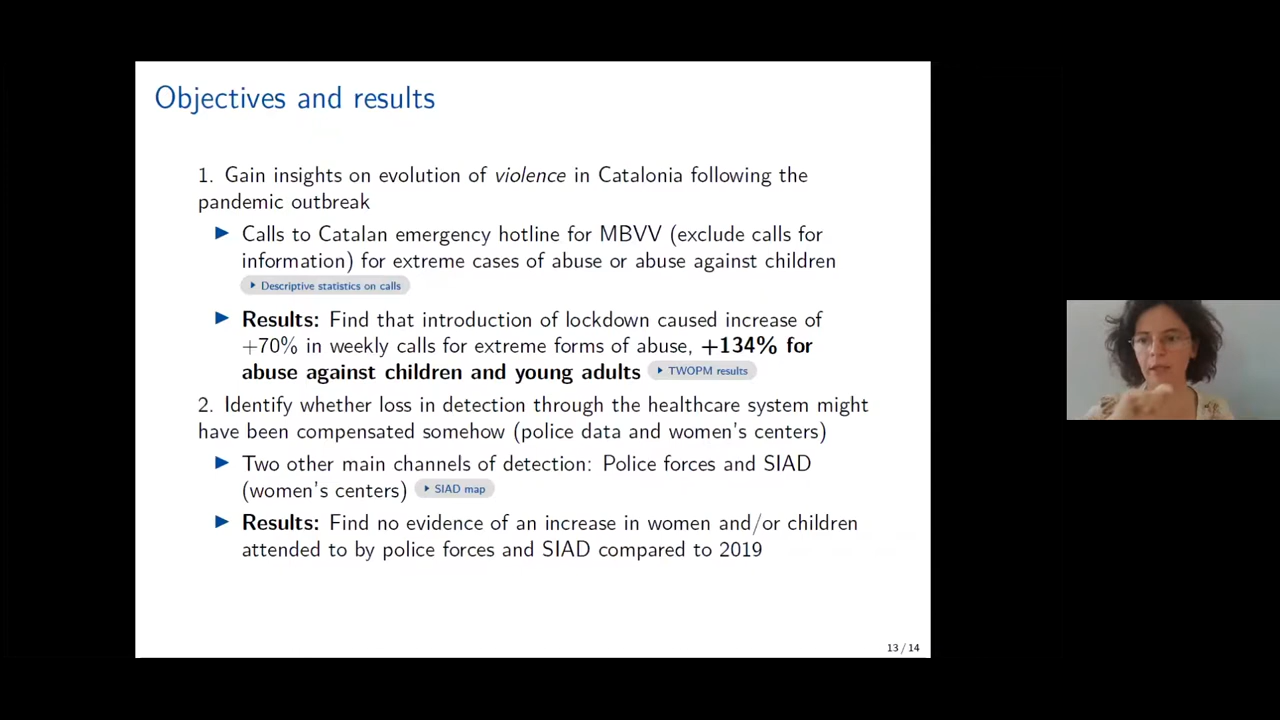 Objectives and results
1. Gain insights on evolution of violence in Catalonia following the
pandemic outbreak
Calls to Catalan emergency hotline for MBVV (exclude calls for
information) for extreme cases of abuse or abuse against children
Descriptive statistics on calls
Results: Find that introduction of lockdown caused increase of
+70% in weekly calls for extreme forms of abuse, +134% for
abuse against children and young adults TWOPM results
2. Identify whether loss in detection through the healthcare system might
have been compensated somehow (police data and women's centers)
Two other main channels of detection: Police forces and SIAD
(women's centers) SIAD map
Results: Find no evidence of an increase in women and/or children
attended to by police forces and SIAD compared to 2019
13 / 14